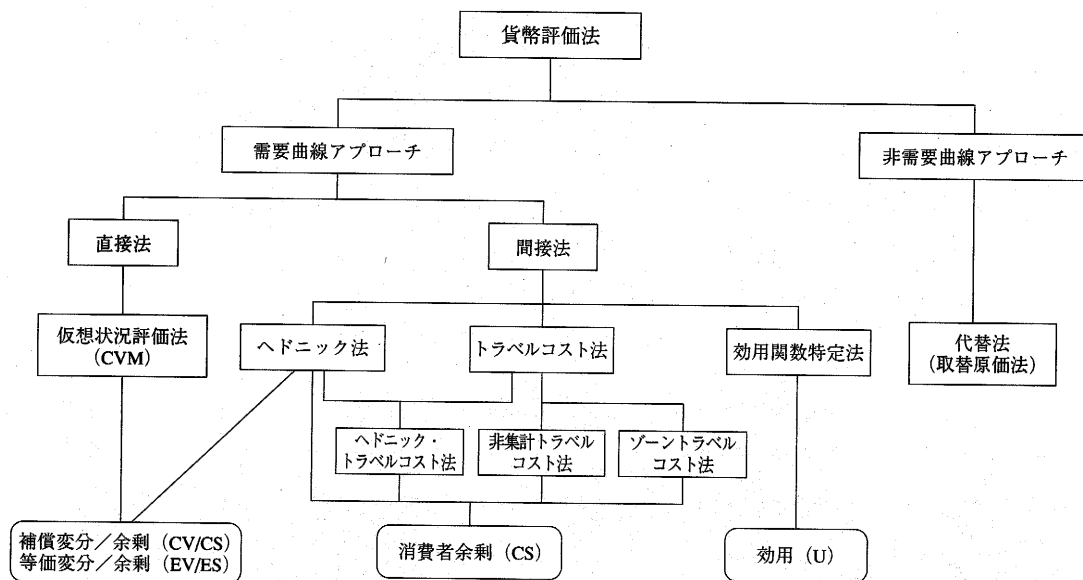 貨幣評価法
需要曲線アプローチ
非需要曲線アプローチ
直接法
間接法
仮想状況評価法
(CVM)
ヘドニック法
トラベルコスト法
効用関数特定法
代替法
(取替原価法)
ヘドニック・
トラベルコスト法
非集計トラベル
コスト法
ゾーントラベル
コスト法
補償変分/余剰(CV/CS)
等価変分/余剰(EV/ES)
消費者余剰(CS)
効用(U)